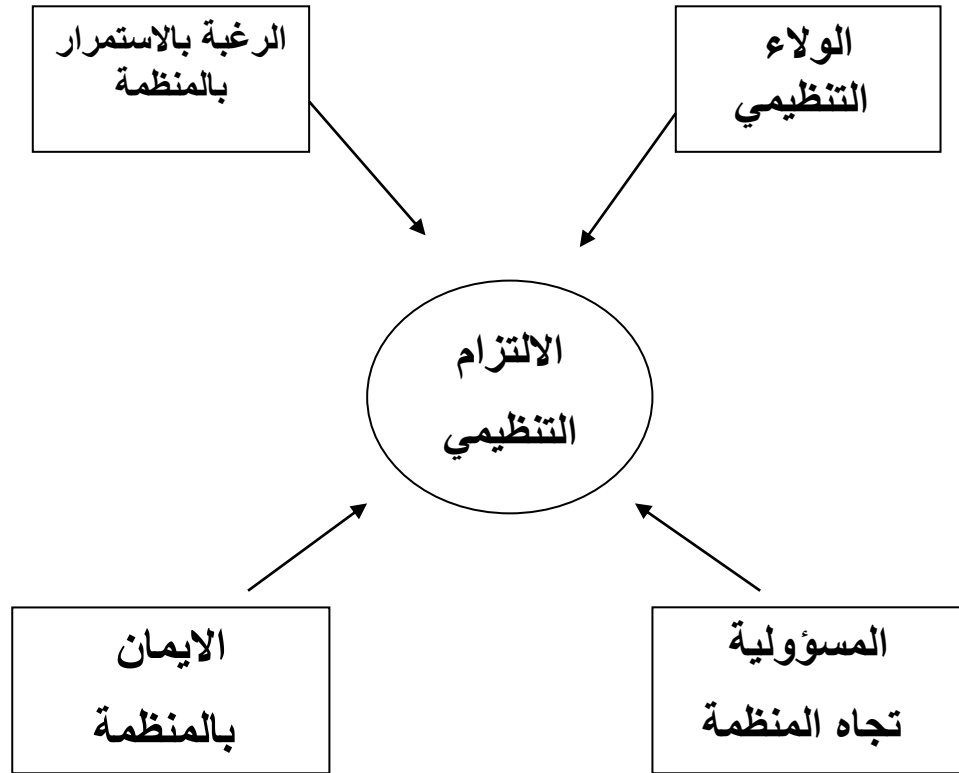 الولاء
التنظيمي
الرغبة بالاستمرار
بالمنظمة
الالتزام
التنظيمي
المسؤولية
تجاه المنظمة
الايمان
بالمنظمة